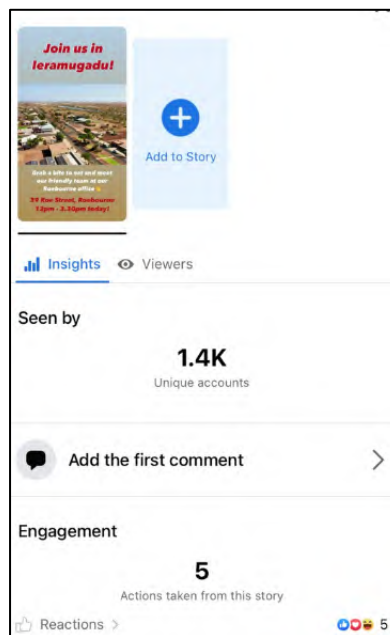 Join us in
Ieramugadu!
Grab a bite to eat and meet
our friendly team at our
Roebourne office
39 Roe Street, Roebourne
12pm - 3.30pm today!
Add to Story
Insights
Viewers
Seen by
1.4K
Unique accounts
Add the first comment
Engagement
5
Actions taken from this story
Reactions
5